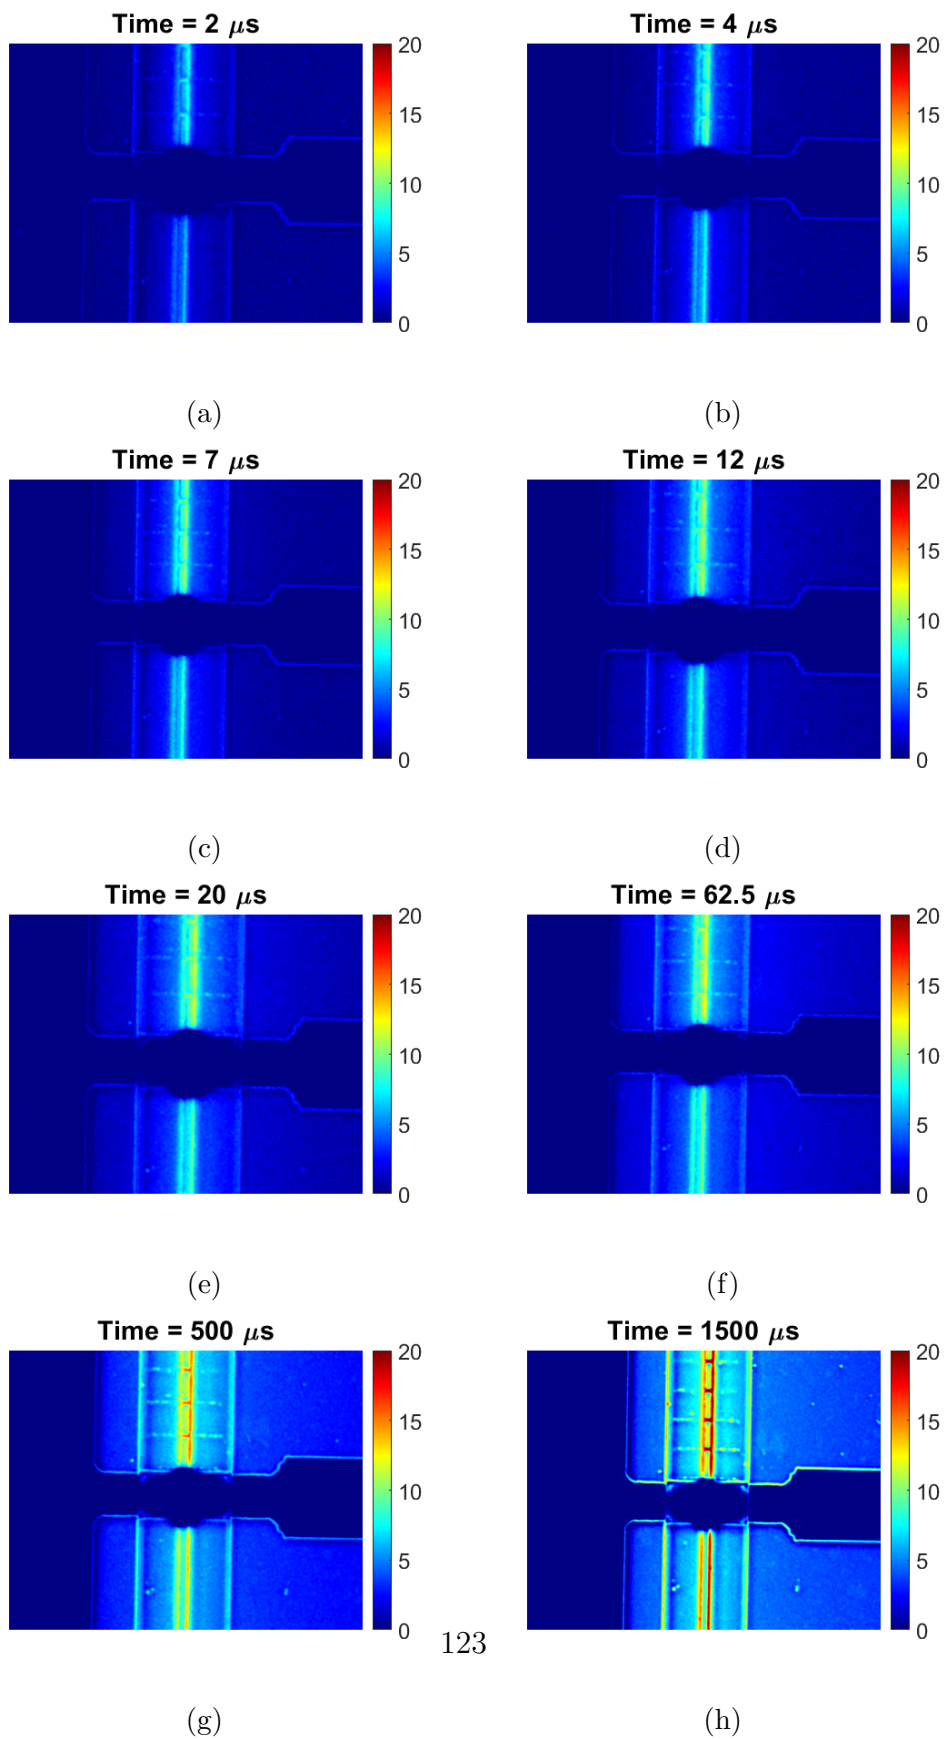 Time = 2 μs
Time = 4 μs
20
15
10
5
0
20
15
10
5
0
(a)
(b)
Time = 7 μs
Time = 12 μs
20
15
10
5
0
20
15
10
5
0
(c)
(d)
Time = 20 μs
Time = 62.5 μs
20
15
10
5
0
20
15
10
5
0
(e)
(f)
Time = 500 μs
Time = 1500 μs
20
15
10
5
0
20
15
10
5
0
123
(g)
(h)